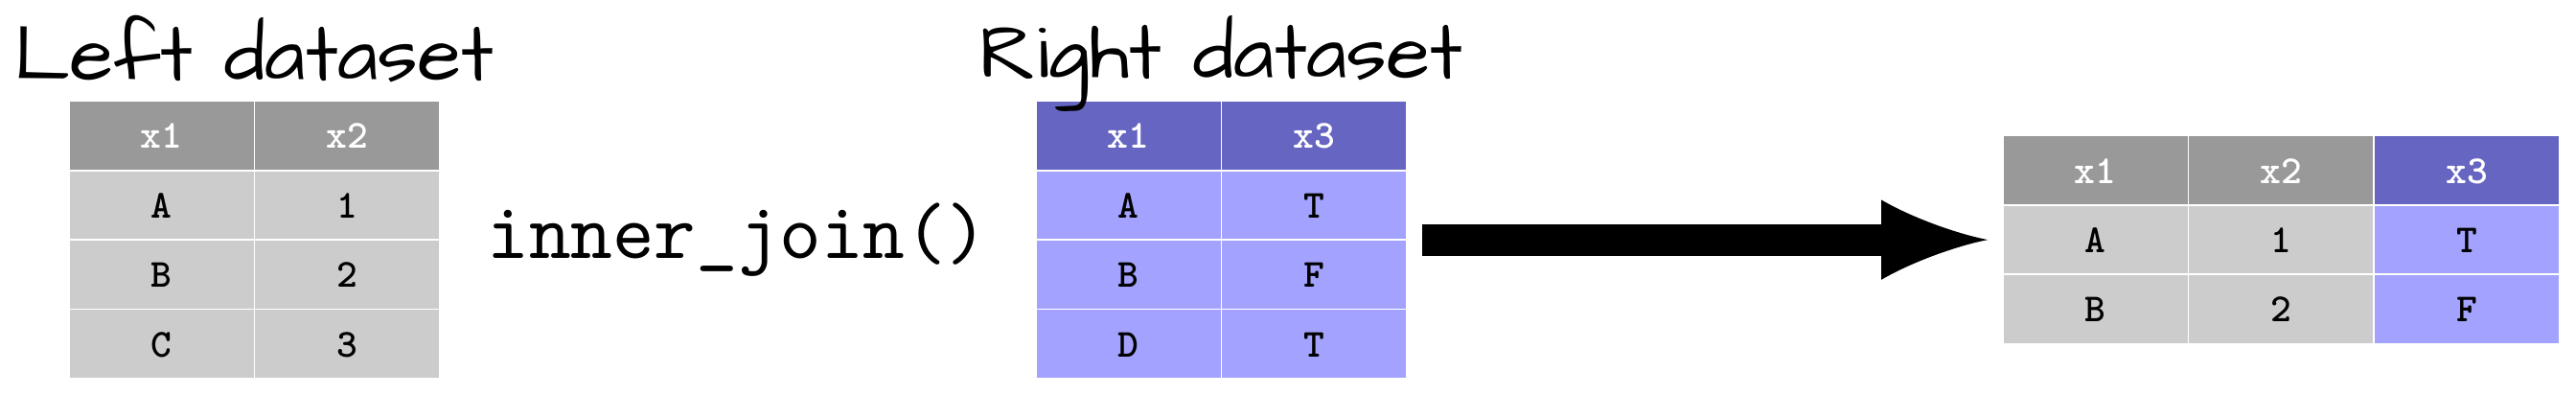 Left dataset
x1 x2
A 1
B 2
C 3
inner_join()
Right dataset
x1 x3
A T
B F
D T
x1 x2 x3
A 1 T
B 2 F